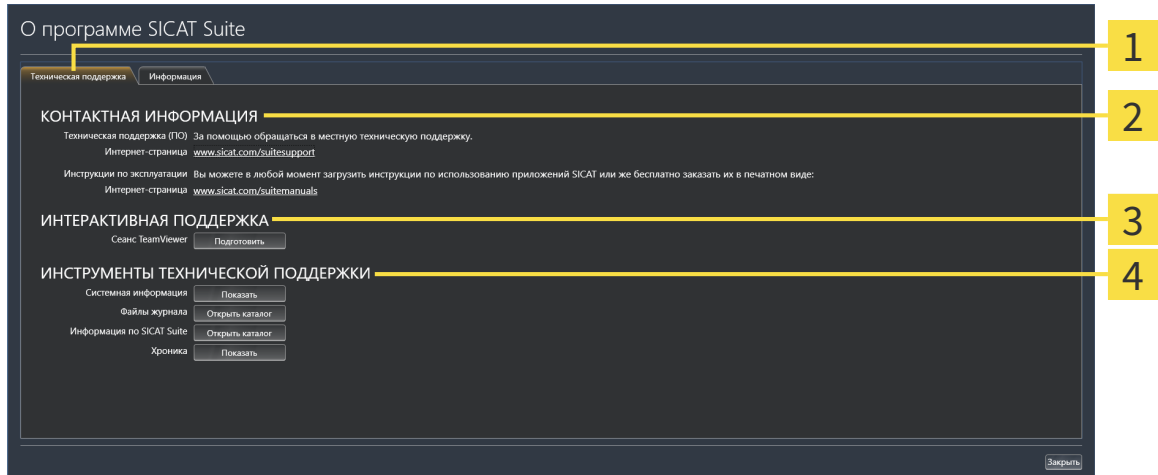 О программе SICAT Suite
1
Техническая поддержка
Информация
КОНТАКТНАЯ ИНФОРМАЦИЯ
2
Техническая поддержка (ПО) За помощью обращаться в местную техническую поддержку.
Интернет-страница www.sicat.com/suitesupport
Инструкции по эксплуатации Вы можете в любой момент загрузить инструкции по использованию приложений SICAT или же бесплатно заказать их в печатном виде:
Интернет-страница www.sicat.com/suitemanuals
ИНТЕРАКТИВНАЯ ПОДДЕРЖКА
3
Сеанс TeamViewer Подготовить
ИНСТРУМЕНТЫ ТЕХНИЧЕСКОЙ ПОДДЕРЖКИ
4
Системная информация Показать
Файлы журнала Открыть каталог
Информация по SICAT Suite Открыть каталог
Хроника Показать
Закрыть